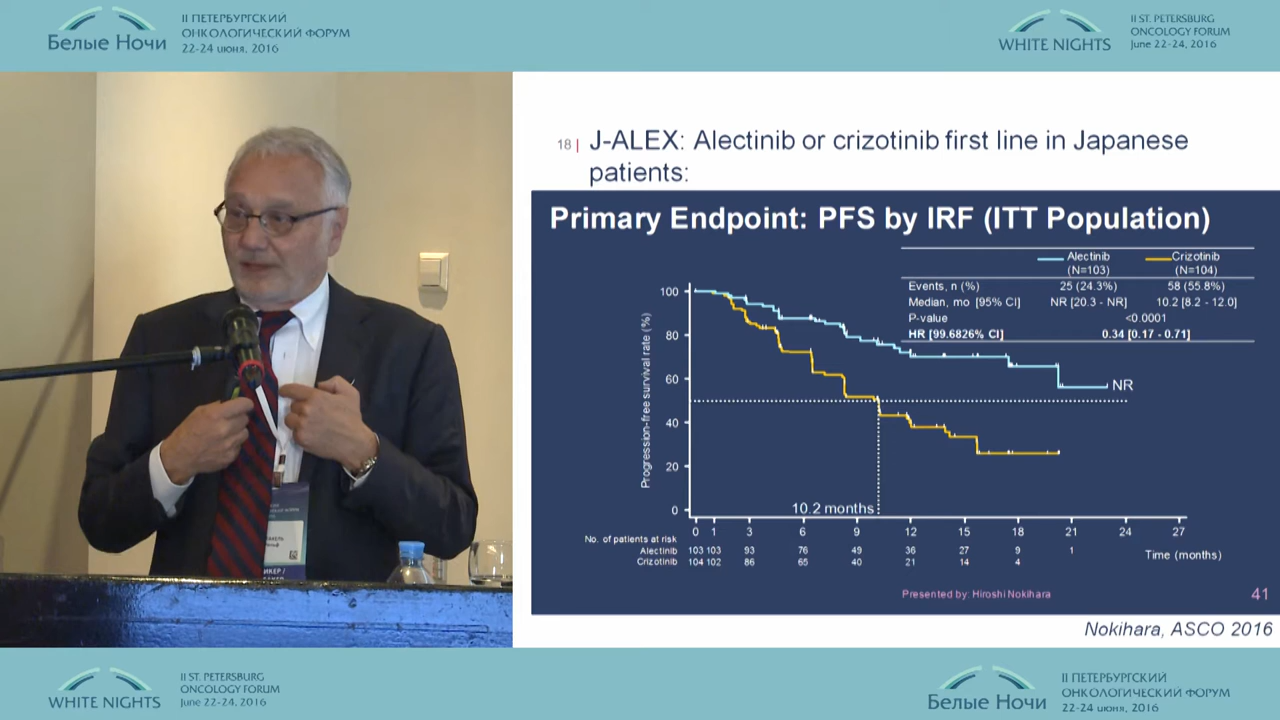 II ПЕТЕРБУРГСКИЙ
ОНКОЛОГИЧЕСКИЙ ФОРУМ
Белые Ночи
22-24 июня, 2016
II ST. PETERSBURG
ONCOLOGY FORUM
WHITE NIGHTS
June 22-24, 2016
18
J-ALEX: Alectinib or crizotinib first line in Japanese
patients:
Primary Endpoint: PFS by IRF (ITT Population)
Alectinib Crizotinib
(N=103) (N=104)
Events, n (%) 25 (24.3%) 58 (55.8%)
Median, mo [95% CI] NR [20.3 - NR] 10.2 [8.2 - 12.0]
P-value <0.0001
HR [99.6826% CI] 0.34 [0.17 - 0.71]
Progression-free survival rate (%)
100
80
60
40
20
0
NR
10.2 months
0 1 3 6 9 12 15 18 21 24 27
No. of patients at risk
Alectinib 103 103 93 76 49 36 27 9 1
Crizotinib 104 102 86 65 40 21 14 4
Time (months)
Presented by: Hiroshi Nokihara
41
Nokihara, ASCO 2016
II ST. PETERSBURG
ONCOLOGY FORUM
WHITE NIGHTS
June 22-24, 2016
II ПЕТЕРБУРГСКИЙ
ОНКОЛОГИЧЕСКИЙ ФОРУМ
Белые Ночи
22-24 июня, 2016